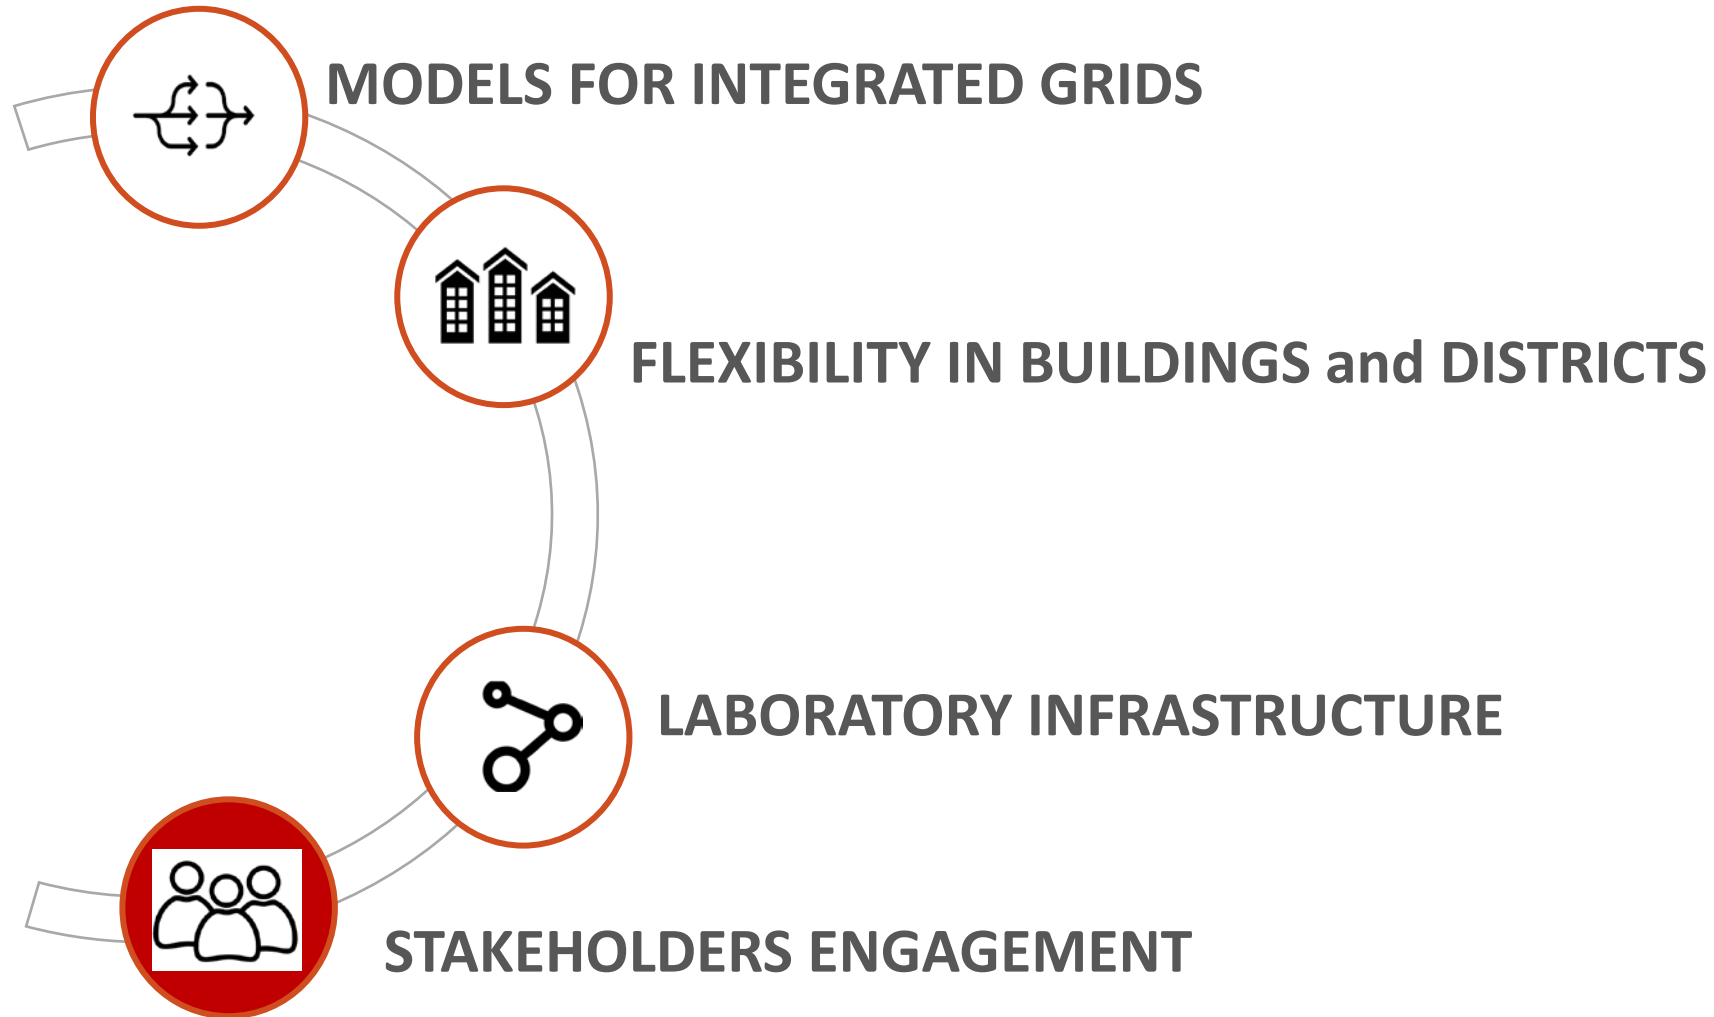 MODELS FOR INTEGRATED GRIDS
FLEXIBILITY IN BUILDINGS and DISTRICTS
LABORATORY INFRASTRUCTURE
STAKEHOLDERS ENGAGEMENT